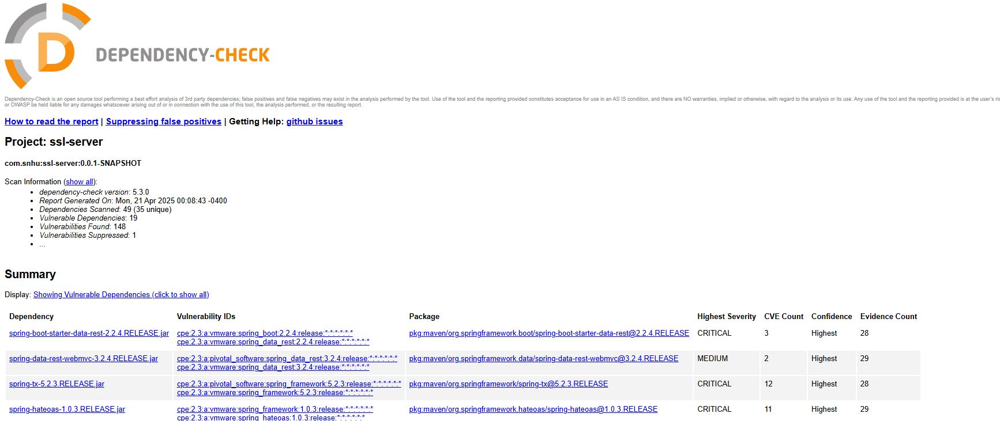 DEPENDENCY-CHECK
Dependency-Check is an open source tool performing a best effort analysis of 3rd party dependencies; false positives and false negatives may exist in the analysis performed by the tool. Use of the tool and the reporting provided constitutes acceptance for use in an AS IS condition, and there are NO warranties, implied or otherwise, with regard to the analysis or its use. Any use of the tool and the reporting provided is at the user's
or OWASP be held liable for any damages whatsoever arising out of or in connection with the use of this tool, the analysis performed, or the resulting report.
How to read the report | Suppressing false positives | Getting Help: github issues
Project: ssl-server
com.snhu:ssl-server:0.0.1-SNAPSHOT
Scan Information (show all):
• dependency-check version: 5.3.0
• Report Generated On: Mon, 21 Apr 2025 00:08:43 -0400
• Dependencies Scanned: 49 (35 unique)
• Vulnerable Dependencies: 19
• Vulnerabilities Found: 148
• Vulnerabilities Suppressed: 1
• ...
Summary
Display: Showing Vulnerable Dependencies (click to show all)
Dependency Vulnerability IDs Package Highest Severity CVE Count Confidence Evidence Count
spring-boot-starter-data-rest-2.2.4.RELEASE.jar cpe:2.3:a:vmware:spring_boot:2.2.4:release:*:*:*:*:*:* pkg:maven/org.springframework.boot/spring-boot-starter-data-rest@2.2.4.RELEASE CRITICAL 3 Highest 28
cpe:2.3:a:vmware:spring_data_rest:2.2.4:release:*:*:*:*:*:*
spring-data-rest-webmvc-3.2.4.RELEASE.jar cpe:2.3:a:pivotal_software:spring_data_rest:3.2.4:release:*:*:*:*:*:* pkg:maven/org.springframework.data/spring-data-rest-webmvc@3.2.4.RELEASE MEDIUM 2 Highest 29
cpe:2.3:a:vmware:spring_data_rest:3.2.4:release:*:*:*:*:*:*
spring-tx-5.2.3.RELEASE.jar cpe:2.3:a:pivotal_software:spring_framework:5.2.3:release:*:*:*:*:*:* pkg:maven/org.springframework/spring-tx@5.2.3.RELEASE CRITICAL 12 Highest 28
cpe:2.3:a:vmware:spring_framework:5.2.3:release:*:*:*:*:*:*
spring-hateoas-1.0.3.RELEASE.jar cpe:2.3:a:vmware:spring_framework:1.0.3:release:*:*:*:*:*:* pkg:maven/org.springframework.hateoas/spring-hateoas@1.0.3.RELEASE CRITICAL 11 Highest 29
cpe:2.3:a:vmware:spring_hateoas:1.0.3:release:*:*:*:*:*:*